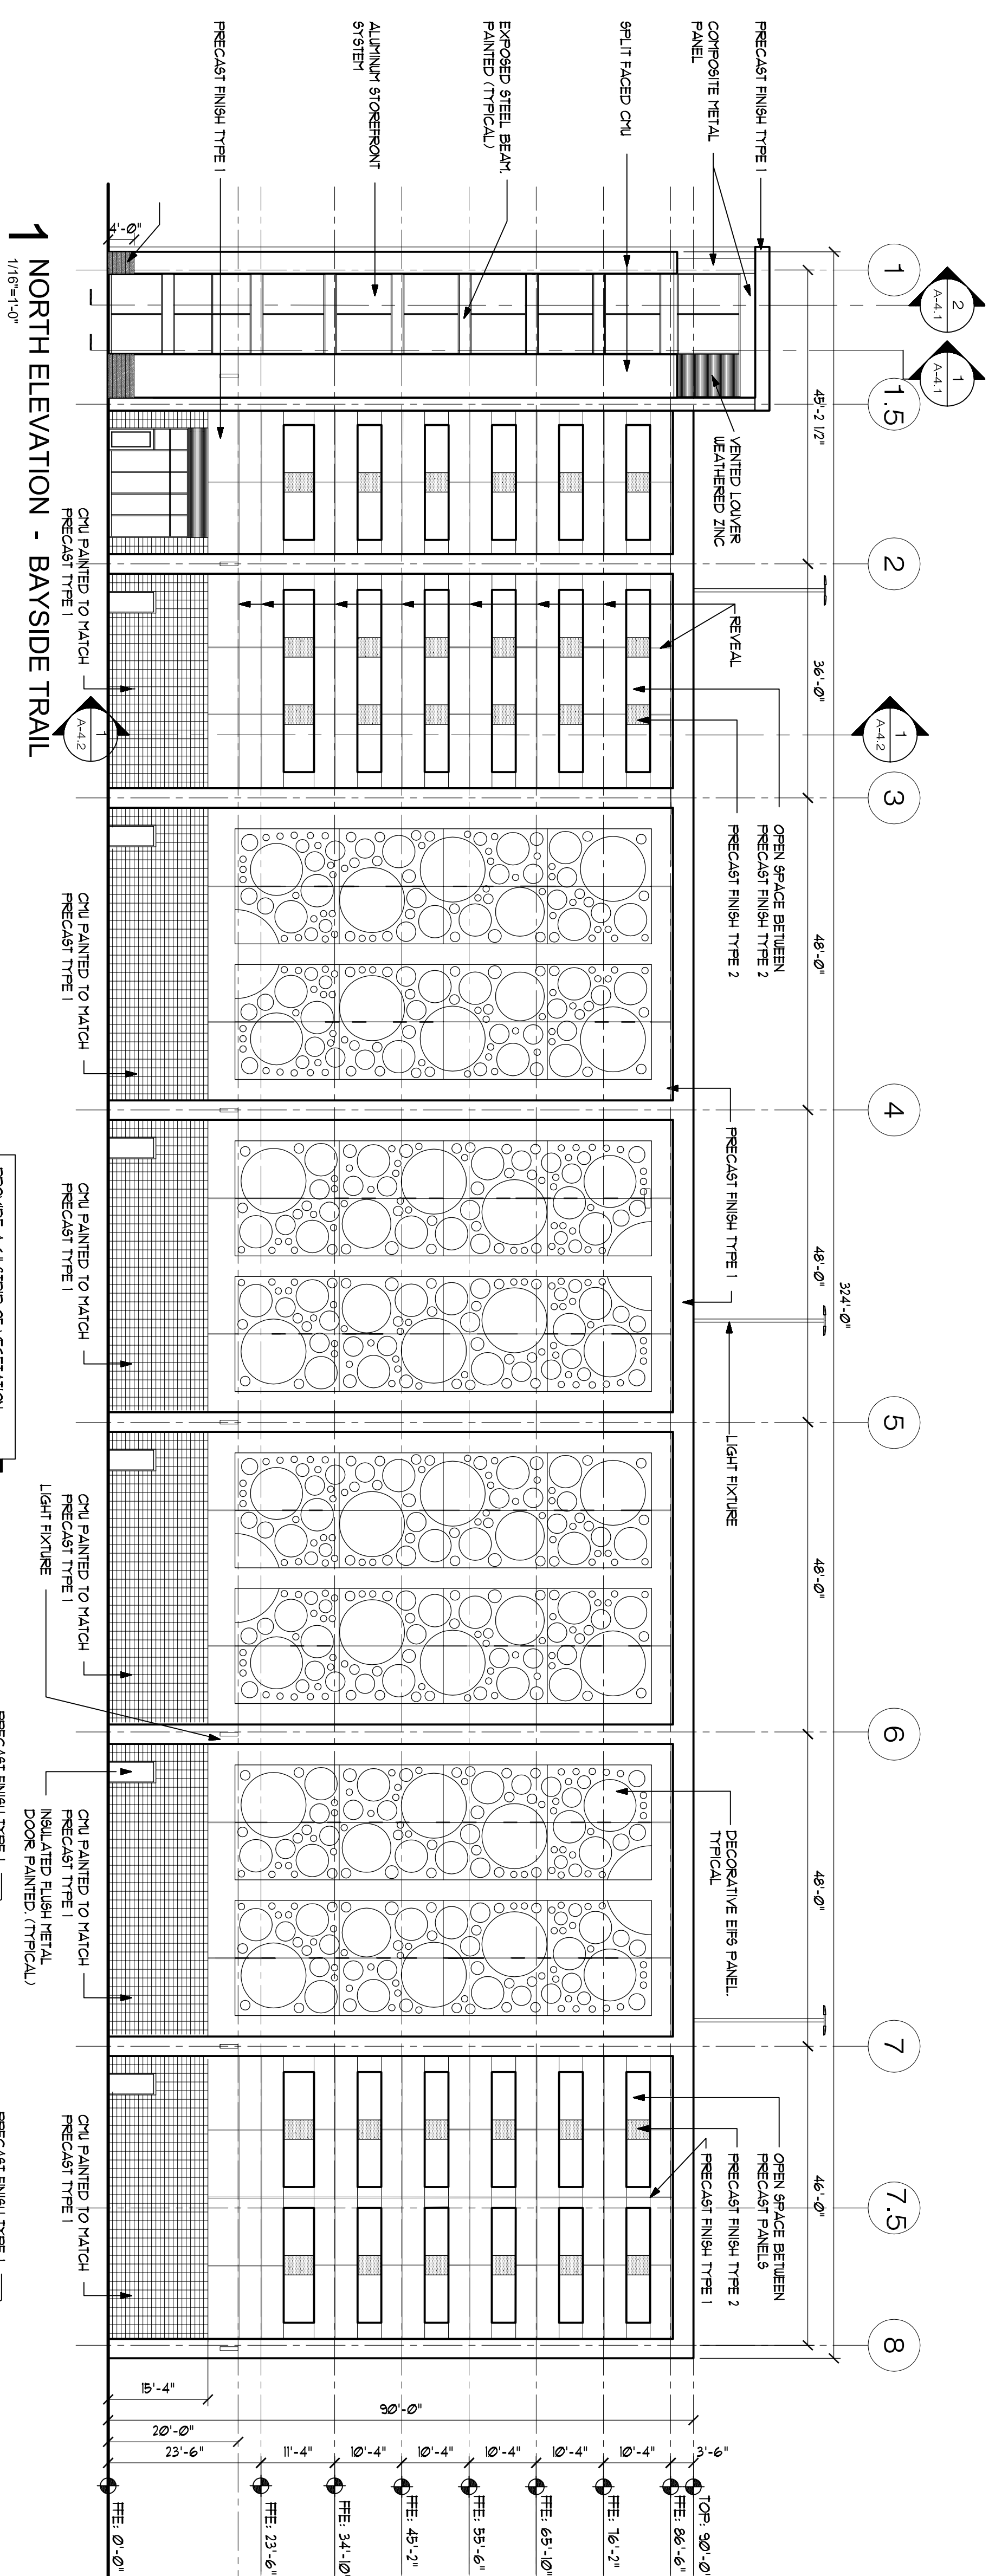 PRECAST FINISH TYPE 1
COMPOSITE METAL
PANEL
SPLIT FACED CMU
EXPOSED STEEL BEAM.
PAINTED (TYPICAL)
ALUMINUM STOREFRONT
SYSTEM
PRECAST FINISH TYPE 1
4'-0"
1
2
A-4.1
1
A-4.1
1.5
2
3
4
5
6
7
7.5
8
324'-0"
45'-2 1/2"
36'-0"
48'-0"
48'-0"
48'-0"
48'-0"
46'-0"
1
A-4.2
1
A-4.2
VENTED LOUVER
WEATHERED ZINC
REVEAL
OPEN SPACE BETWEEN
PRECAST FINISH TYPE 2
PRECAST FINISH TYPE 2
PRECAST FINISH TYPE 1
LIGHT FIXTURE
DECORATIVE EIFS PANEL.
TYPICAL
OPEN SPACE BETWEEN
PRECAST PANELS
PRECAST FINISH TYPE 2
PRECAST FINISH TYPE 1
3'-6"
10'-4"
10'-4"
10'-4"
10'-4"
10'-4"
11'-4"
23'-6"
20'-0"
15'-4"
90'-0"
TOP: 90'-0"
FFE: 86'-6"
FFE: 76'-2"
FFE: 65'-10"
FFE: 55'-6"
FFE: 45'-2"
FFE: 34'-10"
FFE: 23'-6"
FFE: 0'-0"
CMU PAINTED TO MATCH
PRECAST TYPE 1
CMU PAINTED TO MATCH
PRECAST TYPE 1
CMU PAINTED TO MATCH
PRECAST TYPE 1
CMU PAINTED TO MATCH
PRECAST TYPE 1
LIGHT FIXTURE
CMU PAINTED TO MATCH
PRECAST TYPE 1
INSULATED FLUSH METAL
DOOR PAINTED. (TYPICAL)
CMU PAINTED TO MATCH
PRECAST TYPE 1
1 NORTH ELEVATION - BAYSIDE TRAIL
1/16"=1'-0"
PRECAST FINISH TYPE 1
PRECAST FINISH TYPE 1